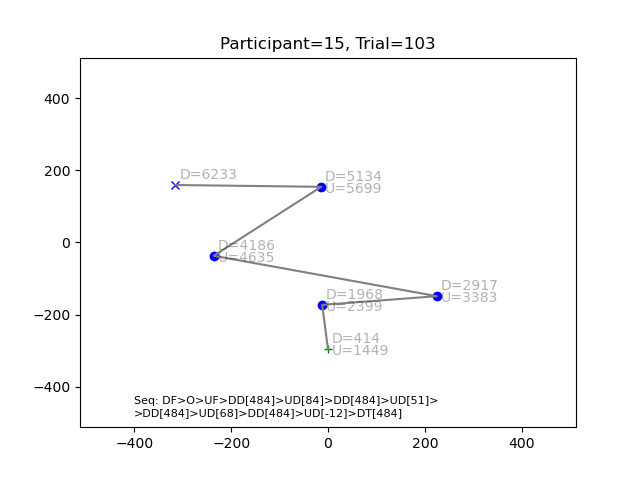 Participant=15, Trial=103
400
200
0
−200
−400
D=6233
D=5134
U=5699
D=4186
U=4635
D=2917
U=3383
D=1968
U=2399
D=414
U=1449
Seq: DF>O>UF>DD[484]>UD[84]>DD[484]>UD[51]>
>DD[484]>UD[68]>DD[484]>UD[-12]>DT[484]
−400 −200 0 200 400